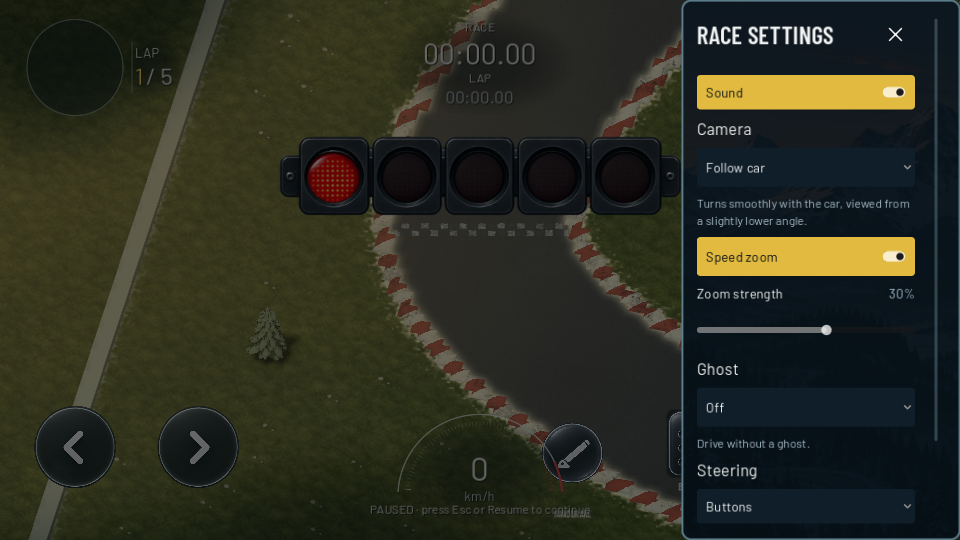 LAP
1/ 5
RACE
00:00.00
LAP
00:00.00
0
km/h
PAUSED · press Esc or Resume to continue
RACE SETTINGS
Sound
Camera
Follow car
Turns smoothly with the car, viewed from
a slightly lower angle.
Speed zoom
Zoom strength
30%
Ghost
Off
Drive without a ghost.
Steering
Buttons